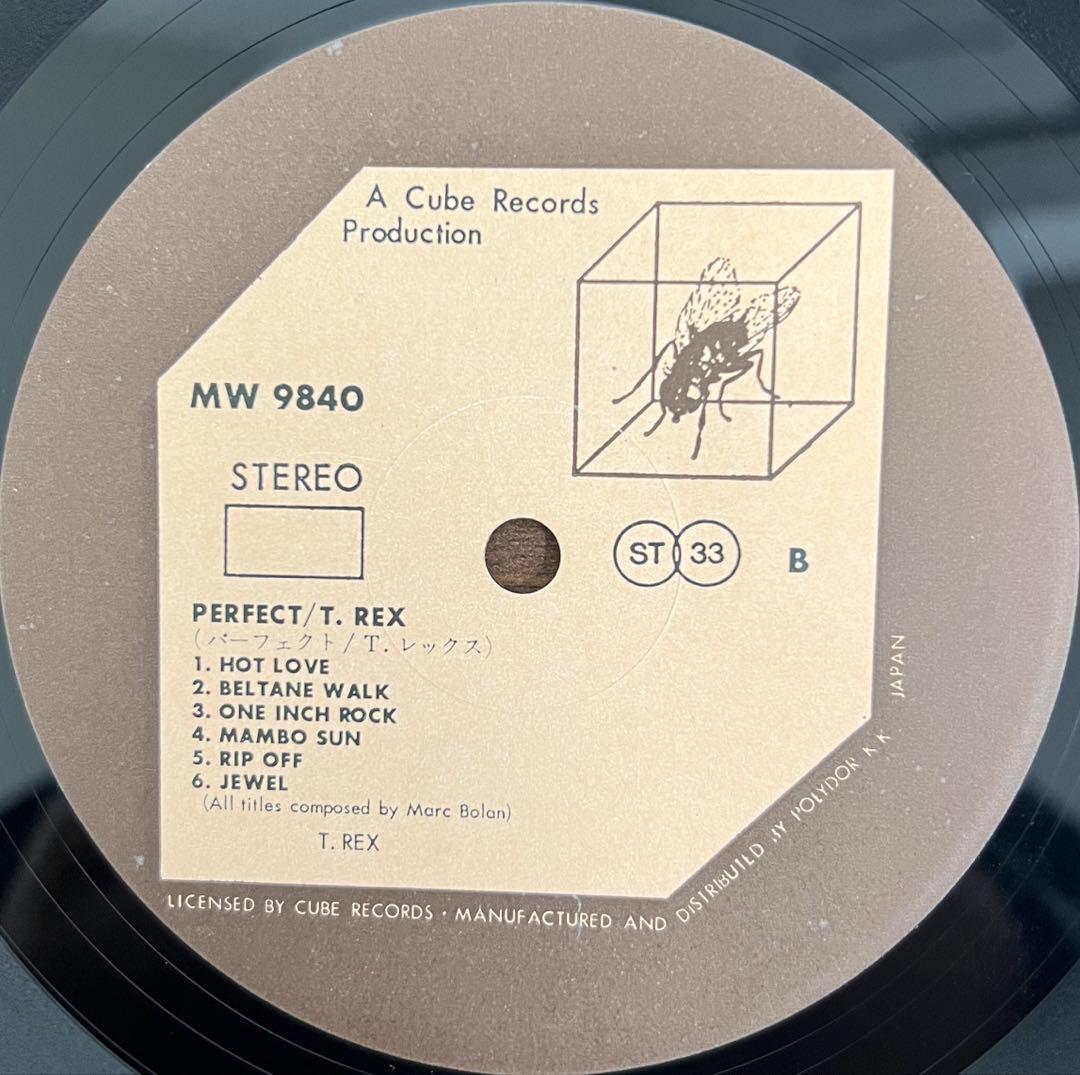 A Cube Records
Production
MW 9840
STEREO
ST 33
B
PERFECT/T. REX
(パーフェクト/T.レックス)
1. HOT LOVE
2. BELTANE WALK
3. ONE INCH ROCK
4. MAMBO SUN
5. RIP OFF
6. JEWEL
(All titles composed by Marc Bolan)
T. REX
LICENSED BY CUBE RECORDS · MANUFACTURED AND DISTRIBUTED BY POLYDOR K.K. JAPAN